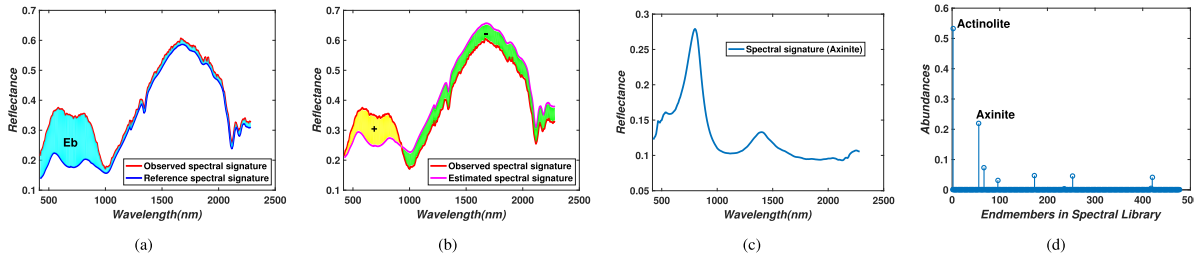 0.7
0.6
0.5
0.4
0.3
0.2
0.1
Reflectance
Eb
Observed spectral signature
Reference spectral signature
500 1000 1500 2000 2500
Wavelength(nm)
(a)
0.7
0.6
0.5
0.4
0.3
0.2
0.1
Reflectance
-
+
Observed spectral signature
Estimated spectral signature
500 1000 1500 2000 2500
Wavelength(nm)
(b)
0.3
0.25
0.2
0.15
0.1
0.05
Reflectance
Spectral signature (Axinite)
500 1000 1500 2000 2500
Wavelength(nm)
(c)
0.6
0.5
0.4
0.3
0.2
0.1
0
Abundances
Actinolite
Axinite
0 100 200 300 400 500
Endmembers in Spectral Library
(d)